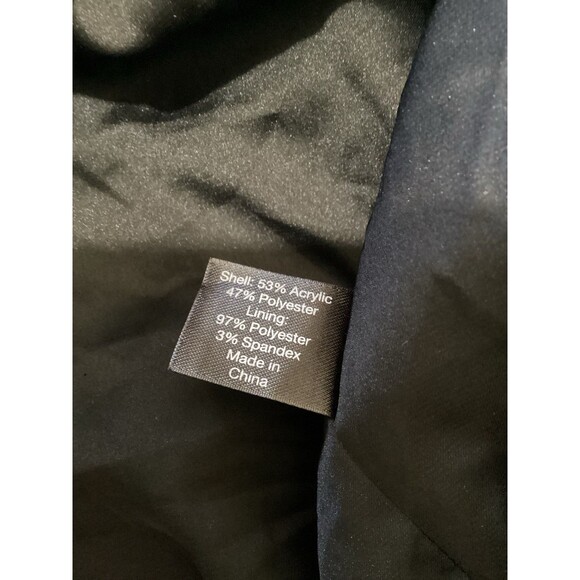 Shell: 53% Acrylic
47% Polyester
Lining:
97% Polyester
3% Spandex
Made in
China